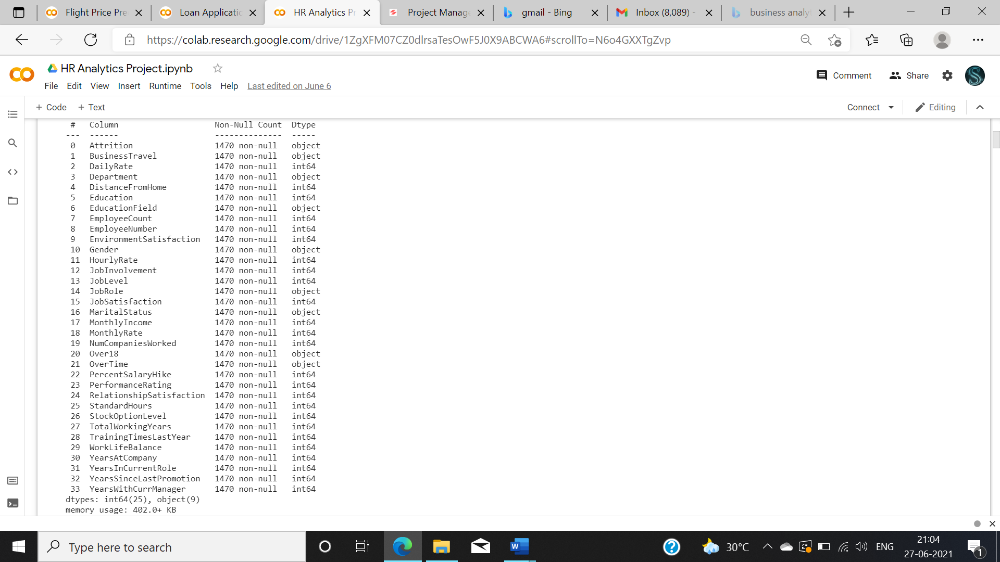 Flight Price Pre
Loan Applicatic
HR Analytics Pr
Project Manage
gmail - Bing
Inbox (8,089) -
business analyt
https://colab.research.google.com/drive/1ZgXFM07CZ0dlrsaTesOwF5J0X9ABCWA6#scrollTo=N6o4GXXTgZvp
HR Analytics Project.ipynb
Comment
Share
File Edit View Insert Runtime Tools Help Last edited on June 6
+ Code + Text
Connect
Editing
# Column Non-Null Count Dtype
--- ------ -------------- -----
0 Attrition 1470 non-null object
1 BusinessTravel 1470 non-null object
2 DailyRate 1470 non-null int64
3 Department 1470 non-null object
4 DistanceFromHome 1470 non-null int64
5 Education 1470 non-null int64
6 EducationField 1470 non-null object
7 EmployeeCount 1470 non-null int64
8 EmployeeNumber 1470 non-null int64
9 EnvironmentSatisfaction 1470 non-null int64
10 Gender 1470 non-null object
11 HourlyRate 1470 non-null int64
12 JobInvolvement 1470 non-null int64
13 JobLevel 1470 non-null int64
14 JobRole 1470 non-null object
15 JobSatisfaction 1470 non-null int64
16 MaritalStatus 1470 non-null object
17 MonthlyIncome 1470 non-null int64
18 MonthlyRate 1470 non-null int64
19 NumCompaniesWorked 1470 non-null int64
20 Over18 1470 non-null object
21 OverTime 1470 non-null object
22 PercentSalaryHike 1470 non-null int64
23 PerformanceRating 1470 non-null int64
24 RelationshipSatisfaction 1470 non-null int64
25 StandardHours 1470 non-null int64
26 StockOptionLevel 1470 non-null int64
27 TotalWorkingYears 1470 non-null int64
28 TrainingTimesLastYear 1470 non-null int64
29 WorkLifeBalance 1470 non-null int64
30 YearsAtCompany 1470 non-null int64
31 YearsInCurrentRole 1470 non-null int64
32 YearsSinceLastPromotion 1470 non-null int64
33 YearsWithCurrManager 1470 non-null int64
dtypes: int64(25), object(9)
memory usage: 402.0+ KB
Type here to search
30°C
ENG
21:04
27-06-2021
1